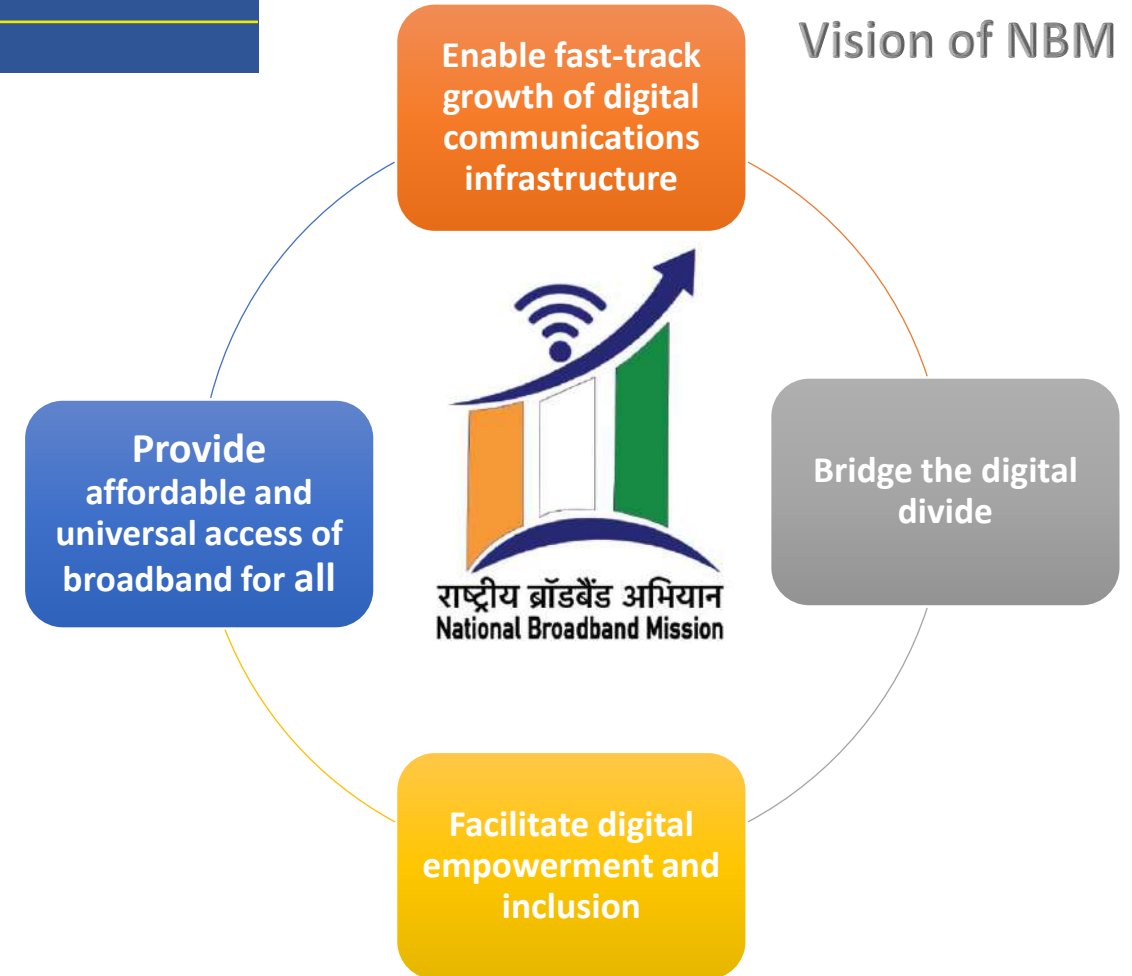 Vision of NBM
Enable fast-track
growth of digital
communications
infrastructure
Bridge the digital
divide
Facilitate digital
empowerment and
inclusion
Provide
affordable and
universal access of
broadband for all
राष्ट्रीय ब्रॉडबैंड अभियान
National Broadband Mission